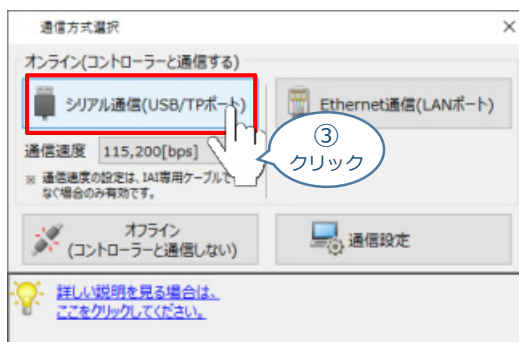 通信方式選択
オンライン(コントローラーと通信する)
シリアル通信(USB/TPポート)
Ethernet通信(LANポート)
③
クリック
通信速度 115,200[bps]
※ 通信速度の設定は、IAI専用ケーブルで
なぐ場合のみ有効です。
オフライン
(コントローラーと通信しない)
通信設定
詳しい説明を見る場合は、
ここをクリックしてください。